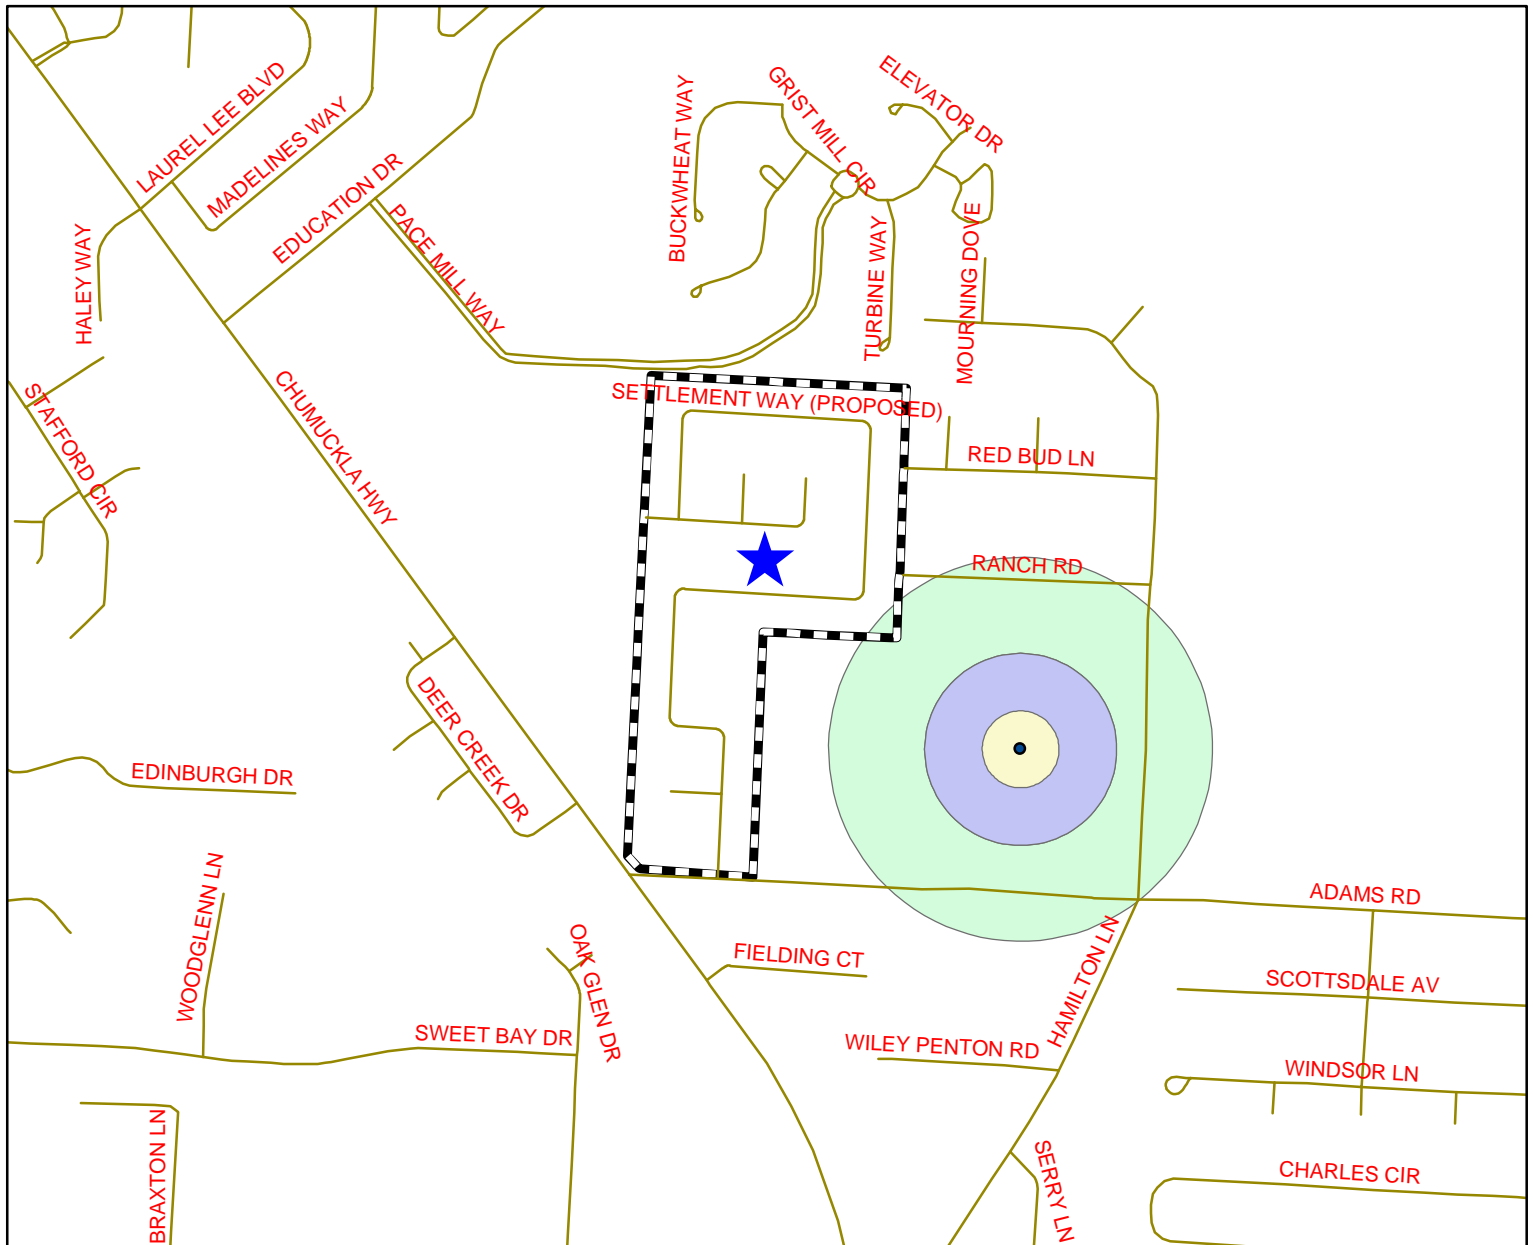 ELEVATOR DR
GRIST MILL CIR
BUCKWHEAT WAY
LAUREL LEE BLVD
MADELINES WAY
EDUCATION DR
PACE MILL WAY
HALEY WAY
TURBINE WAY
MOURNING DOVE
SETTLEMENT WAY (PROPOSED)
STAFFORD CIR
CHUMUCKLA HWY
RED BUD LN
RANCH RD
DEER CREEK DR
EDINBURGH DR
WOODGLENN LN
ADAMS RD
OAK GLEN DR
FIELDING CT
HAMILTON LN
SCOTTSDALE AV
SWEET BAY DR
WILEY PENTON RD
WINDSOR LN
BRAXTON LN
SERRY LN
CHARLES CIR